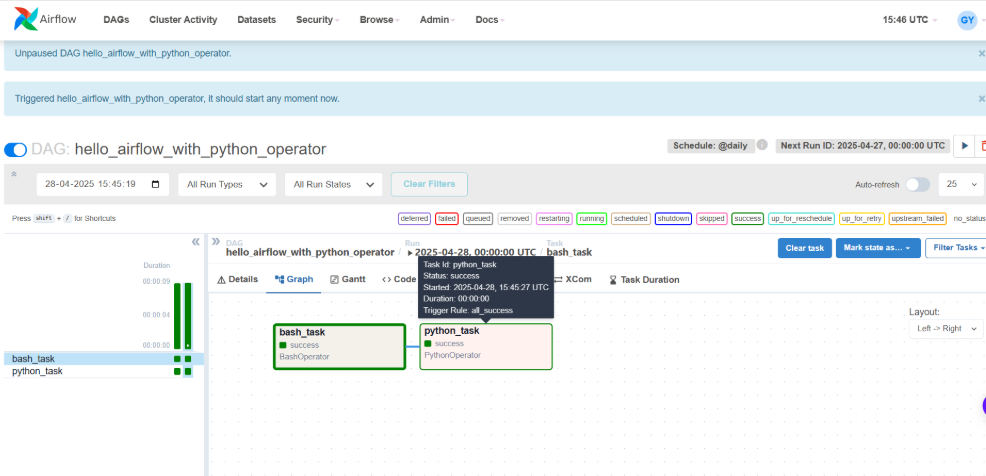 Airflow DAGs Cluster Activity Datasets Security Browse Admin Docs 15:46 UTC GY
Unpaused DAG hello_airflow_with_python_operator. ×
Triggered hello_airflow_with_python_operator, it should start any moment now. ×
DAG: hello_airflow_with_python_operator Schedule: @daily Next Run ID: 2025-04-27, 00:00:00 UTC
28-04-2025 15:45:19 All Run Types All Run States Clear Filters Auto-refresh 25
Press shift + / for Shortcuts deferred failed queued removed restarting running scheduled shutdown skipped success up_for_reschedule up_for_retry upstream_failed no_status
DAG Run Task
hello_airflow_with_python_operator / 2025-04-28, 00:00:00 UTC / bash_task Clear task Mark state as... Filter Tasks
Duration
00:00:09
00:00:04
00:00:00
bash_task
python_task
Details Graph Gantt Code XCom Task Duration
Task Id: python_task
Status: success
Started: 2025-04-28, 15:45:27 UTC
Duration: 00:00:00
Trigger Rule: all_success
bash_task
success
BashOperator
python_task
success
PythonOperator
Layout:
Left -> Right